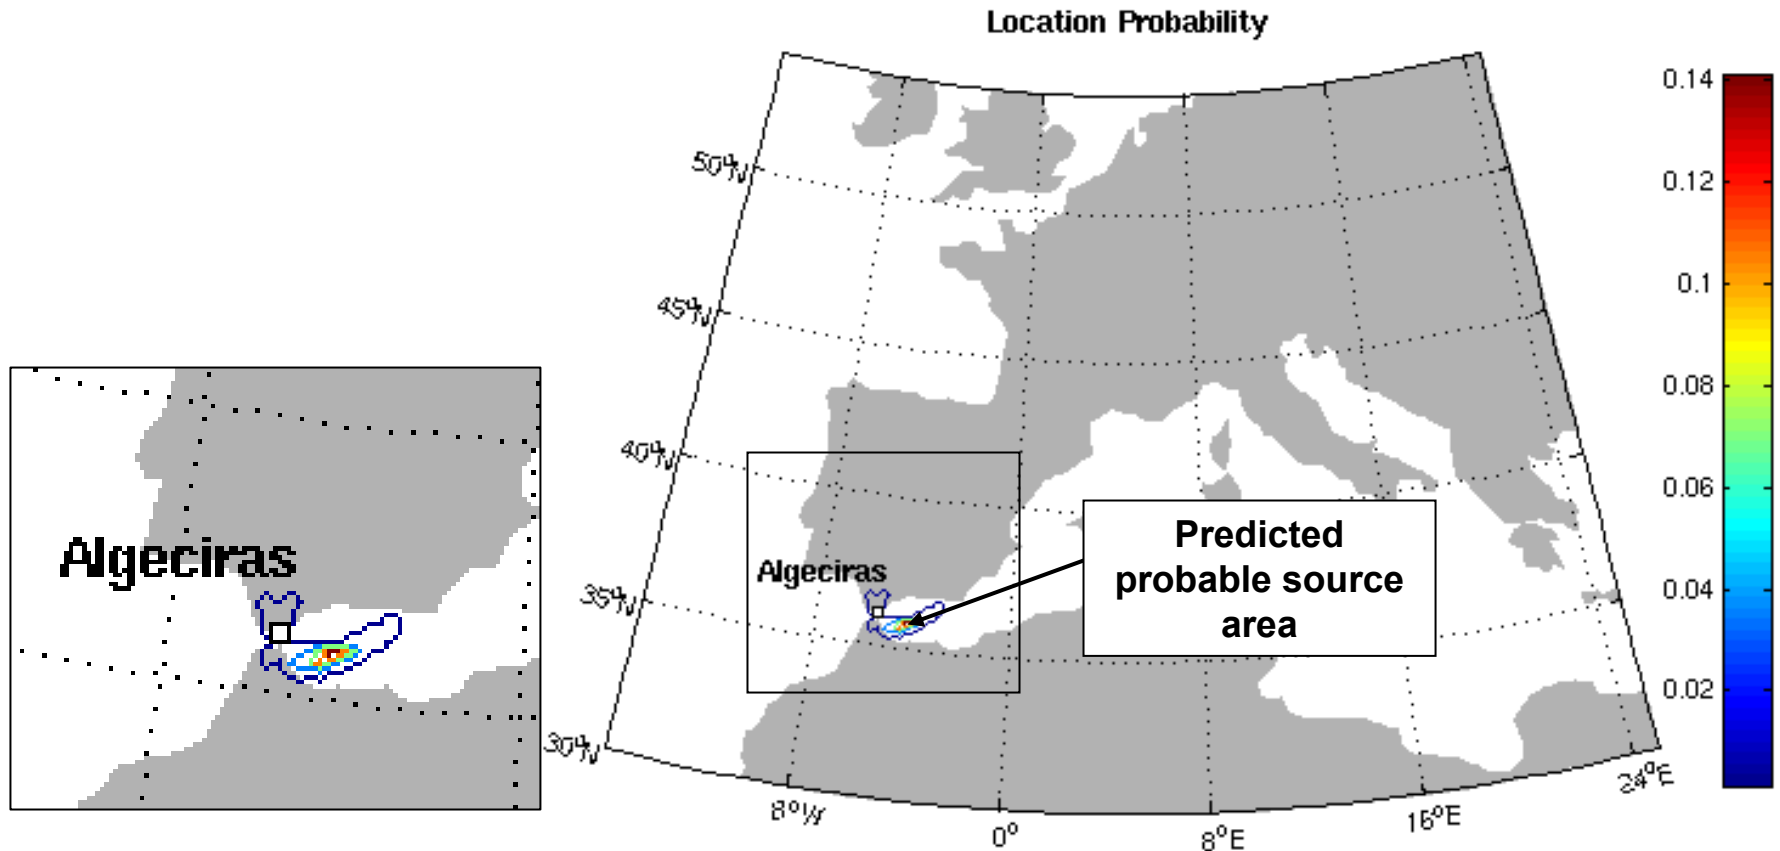 Location Probability
50°N
45°N
40°N
35°N
30°N
8°W
0°
8°E
16°E
24°E
0.14
0.12
0.1
0.08
0.06
0.04
0.02
Algeciras
Algeciras
Predicted
probable source
area